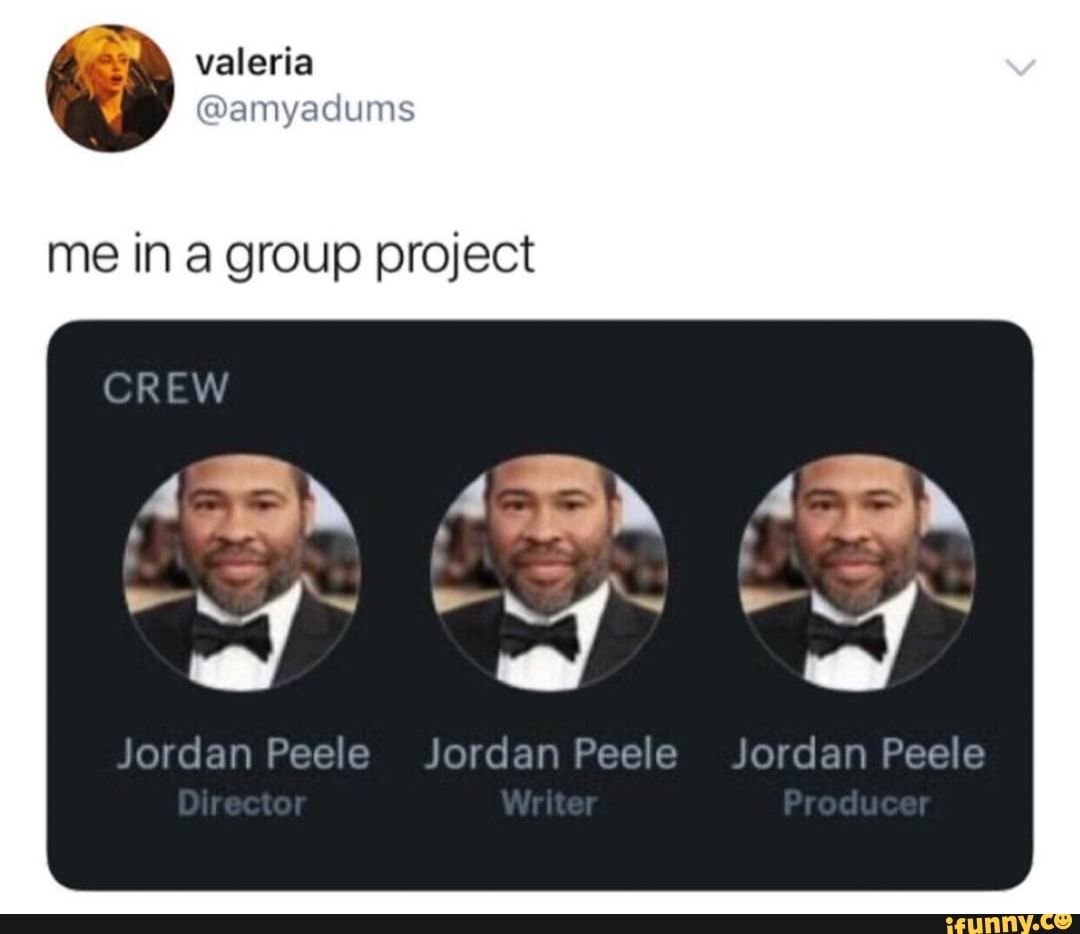 valeria
@amyadums
me in a group project
CREW
Jordan Peele Jordan Peele Jordan Peele
Director Writer Producer
ifunny.co